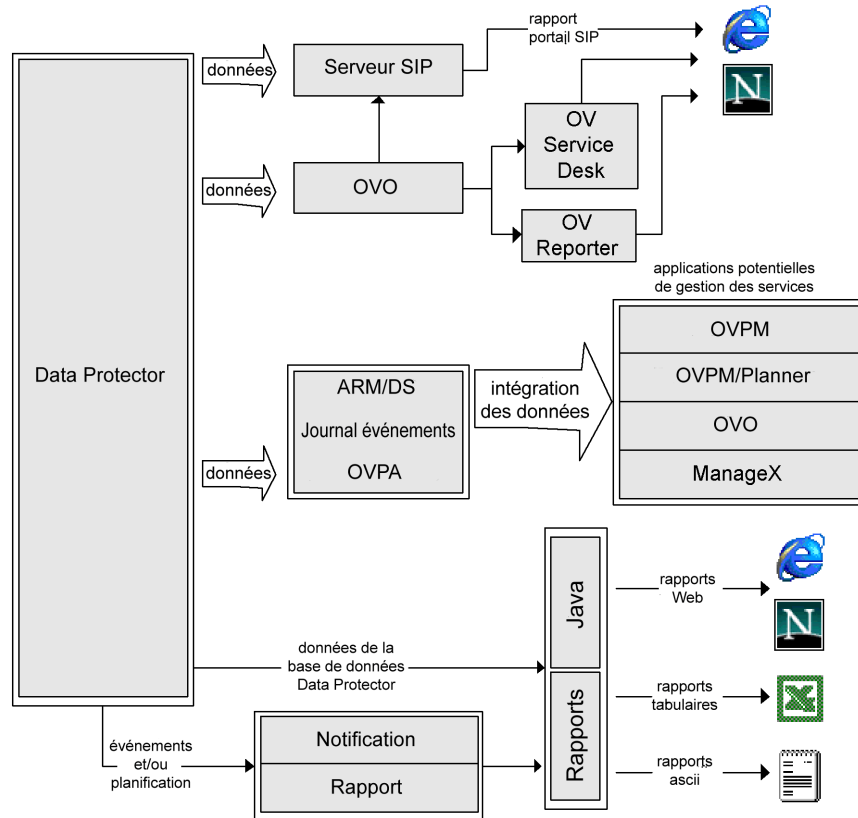 données
Serveur SIP
rapport
portail SIP
N
données
OVO
OV
Service
Desk
OV
Reporter
applications potentielles
de gestion des services
Data Protector
données
ARM/DS
Journal événements
OVPA
intégration
des données
OVPM
OVPM/Planner
OVO
ManageX
données de la
base de données
Data Protector
Java
Rapports
rapports
Web
N
rapports
tabulaires
rapports
ascii
événements
et/ou
planification
Notification
Rapport